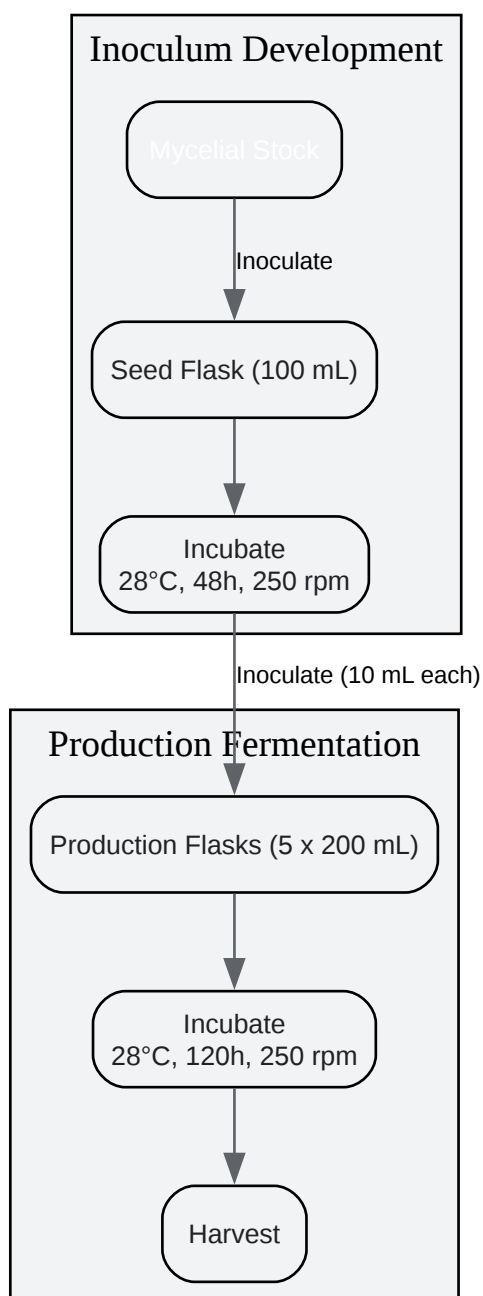 Inoculum Development
Mycelial Stock
Inoculate
Seed Flask (100 mL)
Incubate
28°C, 48h, 250 rpm
Inoculate (10 mL each)
Production Fermentation
Production Flasks (5 x 200 mL)
Incubate
28°C, 120h, 250 rpm
Harvest